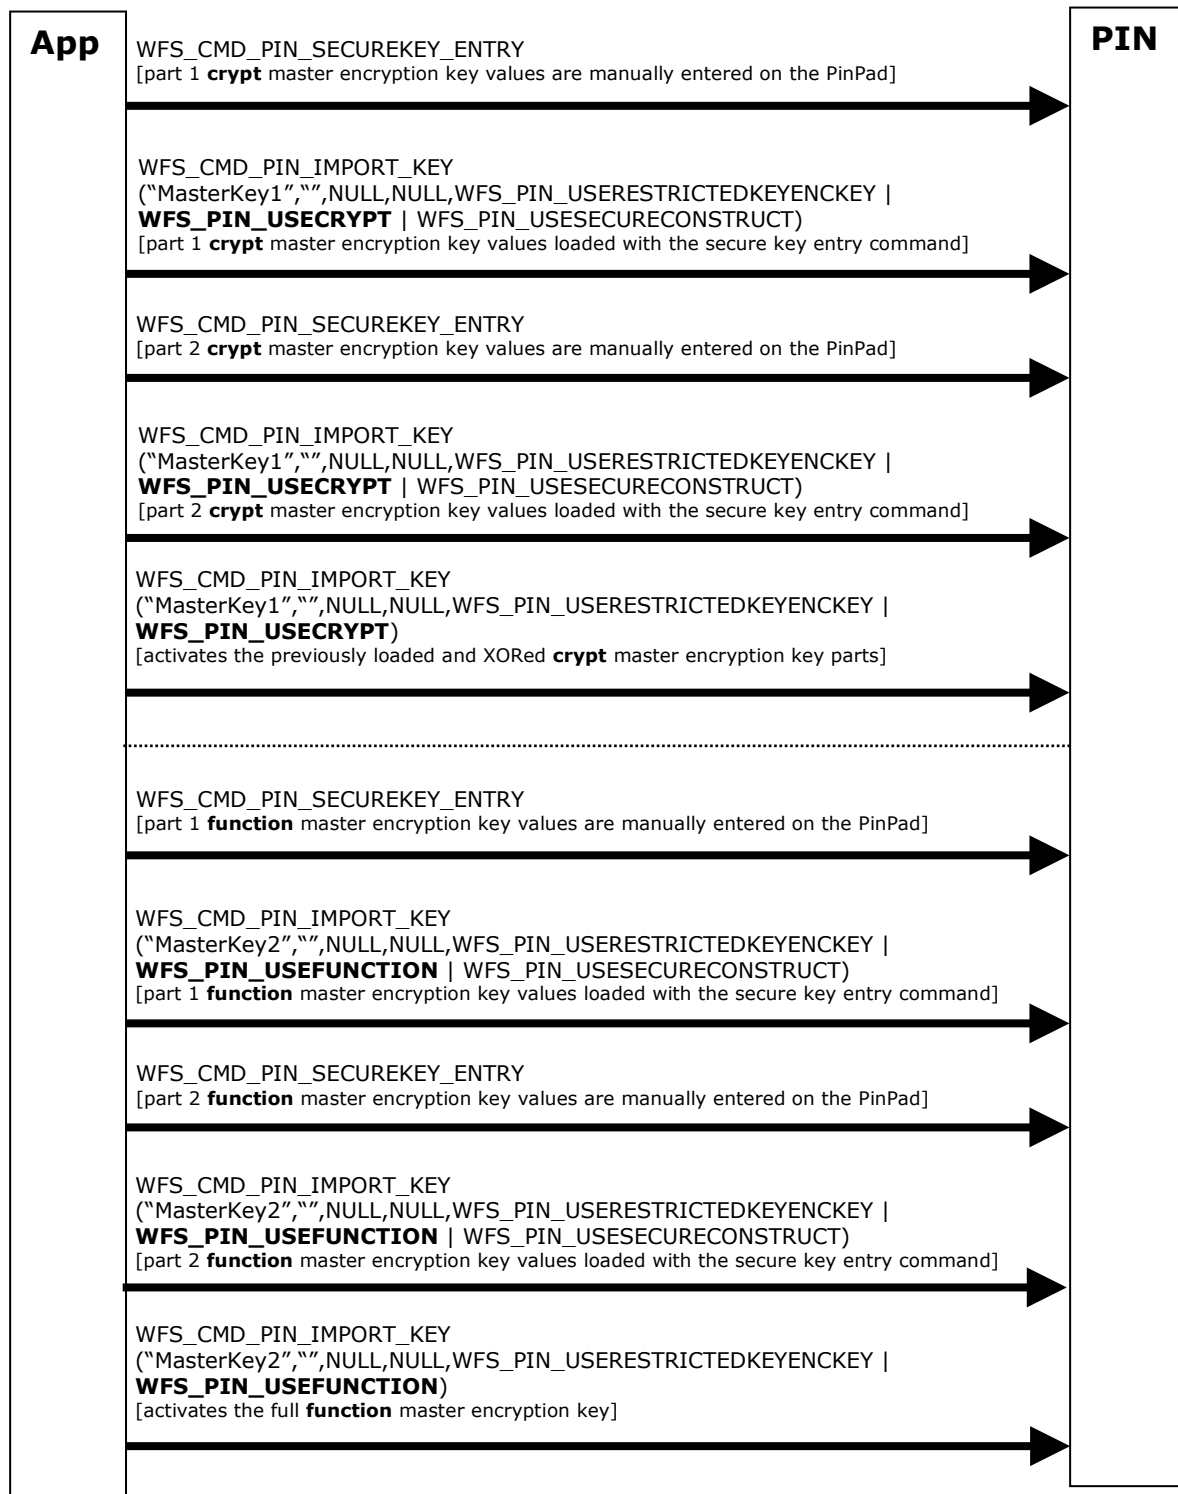 App
PIN
WFS_CMD_PIN_SECUREKEY_ENTRY
[part 1 crypt master encryption key values are manually entered on the PinPad]
WFS_CMD_PIN_IMPORT_KEY
(“MasterKey1”,“”,NULL,NULL,WFS_PIN_USERESTRICTEDKEYENCKEY |
WFS_PIN_USECRYPT | WFS_PIN_USESECURECONSTRUCT)
[part 1 crypt master encryption key values loaded with the secure key entry command]
WFS_CMD_PIN_SECUREKEY_ENTRY
[part 2 crypt master encryption key values are manually entered on the PinPad]
WFS_CMD_PIN_IMPORT_KEY
(“MasterKey1”,“”,NULL,NULL,WFS_PIN_USERESTRICTEDKEYENCKEY |
WFS_PIN_USECRYPT | WFS_PIN_USESECURECONSTRUCT)
[part 2 crypt master encryption key values loaded with the secure key entry command]
WFS_CMD_PIN_IMPORT_KEY
(“MasterKey1”,“”,NULL,NULL,WFS_PIN_USERESTRICTEDKEYENCKEY |
WFS_PIN_USECRYPT)
[activates the previously loaded and XORed crypt master encryption key parts]
WFS_CMD_PIN_SECUREKEY_ENTRY
[part 1 function master encryption key values are manually entered on the PinPad]
WFS_CMD_PIN_IMPORT_KEY
(“MasterKey2”,“”,NULL,NULL,WFS_PIN_USERESTRICTEDKEYENCKEY |
WFS_PIN_USEFUNCTION | WFS_PIN_USESECURECONSTRUCT)
[part 1 function master encryption key values loaded with the secure key entry command]
WFS_CMD_PIN_SECUREKEY_ENTRY
[part 2 function master encryption key values are manually entered on the PinPad]
WFS_CMD_PIN_IMPORT_KEY
(“MasterKey2”,“”,NULL,NULL,WFS_PIN_USERESTRICTEDKEYENCKEY |
WFS_PIN_USEFUNCTION | WFS_PIN_USESECURECONSTRUCT)
[part 2 function master encryption key values loaded with the secure key entry command]
WFS_CMD_PIN_IMPORT_KEY
(“MasterKey2”,“”,NULL,NULL,WFS_PIN_USERESTRICTEDKEYENCKEY |
WFS_PIN_USEFUNCTION)
[activates the full function master encryption key]